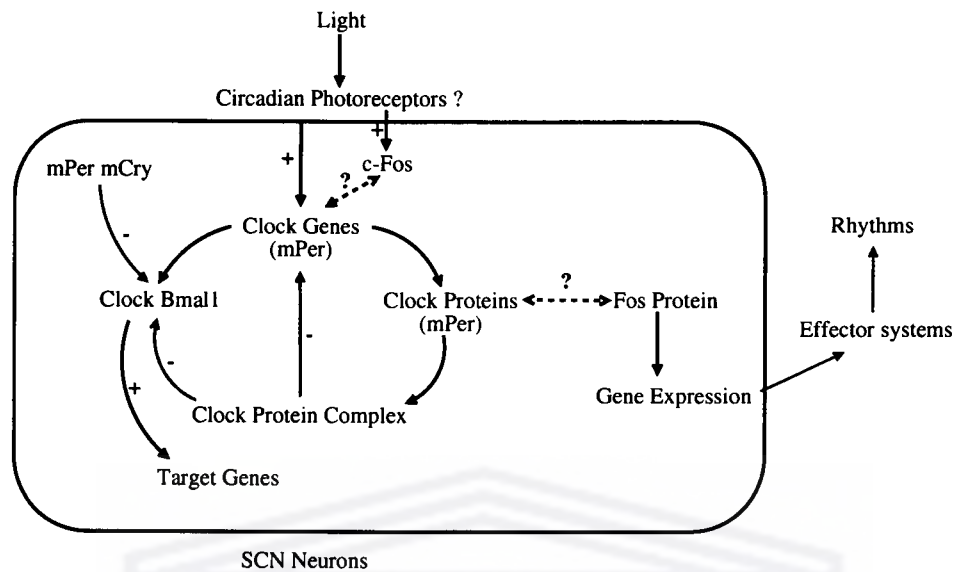 Light
Circadian Photoreceptors ?
+
+
c-Fos
mPer mCry
?
-
Clock Genes
(mPer)
Rhythms
?
Clock Bmal1
Clock Proteins
(mPer)
Fos Protein
Effector systems
-
-
+
Gene Expression
Clock Protein Complex
Target Genes
SCN Neurons